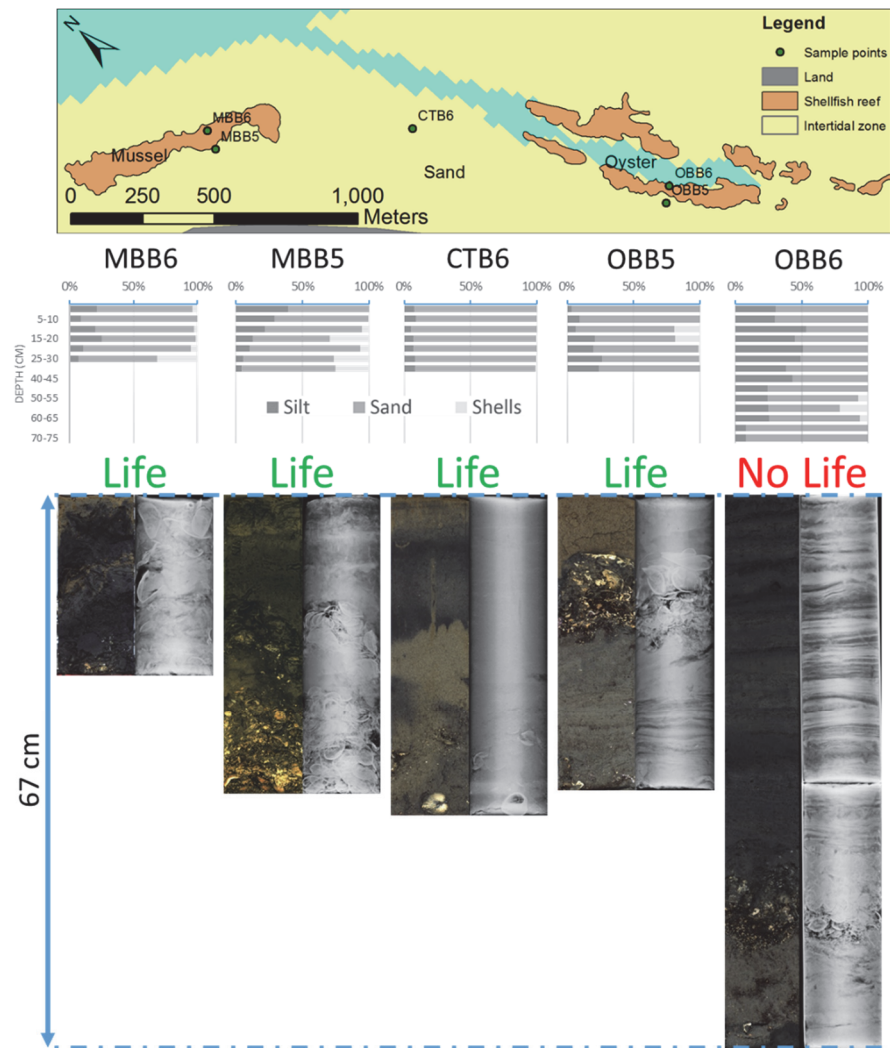 N
Legend
Sample points
Land
Shellfish reef
Intertidal zone
MBB6
MBB5
Mussel
CTB6
Sand
Oyster
OBB6
OBB5
0 250 500 1,000
Meters
MBB6 MBB5 CTB6 OBB5 OBB6
0% 50% 100% 0% 50% 100% 0% 50% 100% 0% 50% 100% 0% 50% 100%
DEPTH (CM)
5-10
15-20
25-30
40-45
50-55
60-65
70-75
Silt Sand Shells
Life Life Life Life No Life
67 cm